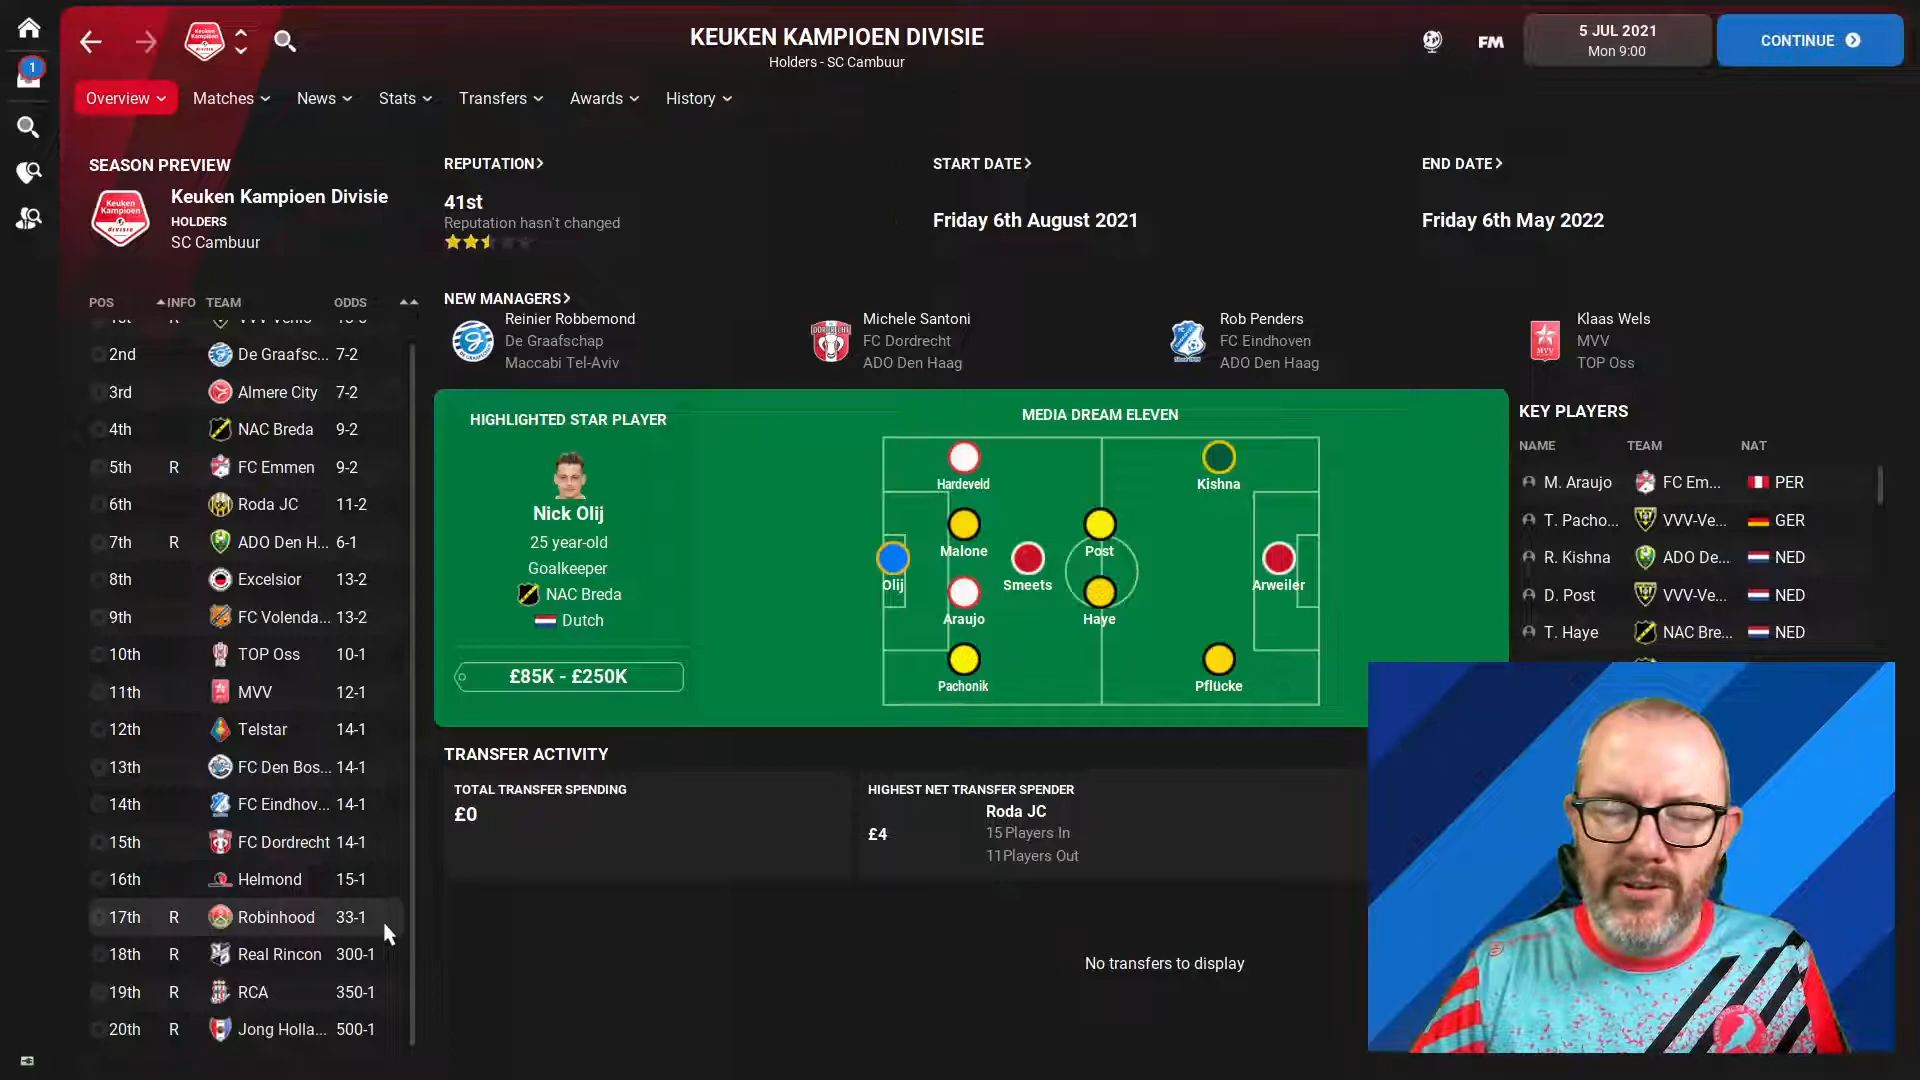 KEUKEN KAMPIOEN DIVISIE
Holders - SC Cambuur
1
FM
5 JUL 2021
Mon 9:00
CONTINUE
Overview
Matches
News
Stats
Transfers
Awards
History
SEASON PREVIEW
Keuken Kampioen Divisie
HOLDERS
SC Cambuur
REPUTATION
41st
Reputation hasn't changed
START DATE
Friday 6th August 2021
END DATE
Friday 6th May 2022
POS INFO TEAM ODDS
2nd De Graafsc... 7-2
3rd Almere City 7-2
4th NAC Breda 9-2
5th R FC Emmen 9-2
6th Roda JC 11-2
7th R ADO Den H... 6-1
8th Excelsior 13-2
9th FC Volenda... 13-2
10th TOP Oss 10-1
11th MVV 12-1
12th Telstar 14-1
13th FC Den Bos... 14-1
14th FC Eindhov... 14-1
15th FC Dordrecht 14-1
16th Helmond 15-1
17th R Robinhood 33-1
18th R Real Rincon 300-1
19th R RCA 350-1
20th R Jong Holla... 500-1
NEW MANAGERS
Reinier Robbemond
De Graafschap
Maccabi Tel-Aviv
Michele Santoni
FC Dordrecht
ADO Den Haag
Rob Penders
FC Eindhoven
ADO Den Haag
Klaas Wels
MVV
TOP Oss
HIGHLIGHTED STAR PLAYER
Nick Olij
25 year-old
Goalkeeper
NAC Breda
Dutch
£85K - £250K
MEDIA DREAM ELEVEN
Hardeveld
Kishna
Malone
Post
Olij
Smeets
Arweiler
Araujo
Haye
Pachonik
Pflücke
KEY PLAYERS
NAME TEAM NAT
M. Araujo FC Em... PER
T. Pacho... VVV-Ve... GER
R. Kishna ADO De... NED
D. Post VVV-Ve... NED
T. Haye NAC Bre... NED
TRANSFER ACTIVITY
TOTAL TRANSFER SPENDING
£0
HIGHEST NET TRANSFER SPENDER
£4
Roda JC
15 Players In
11Players Out
No transfers to display